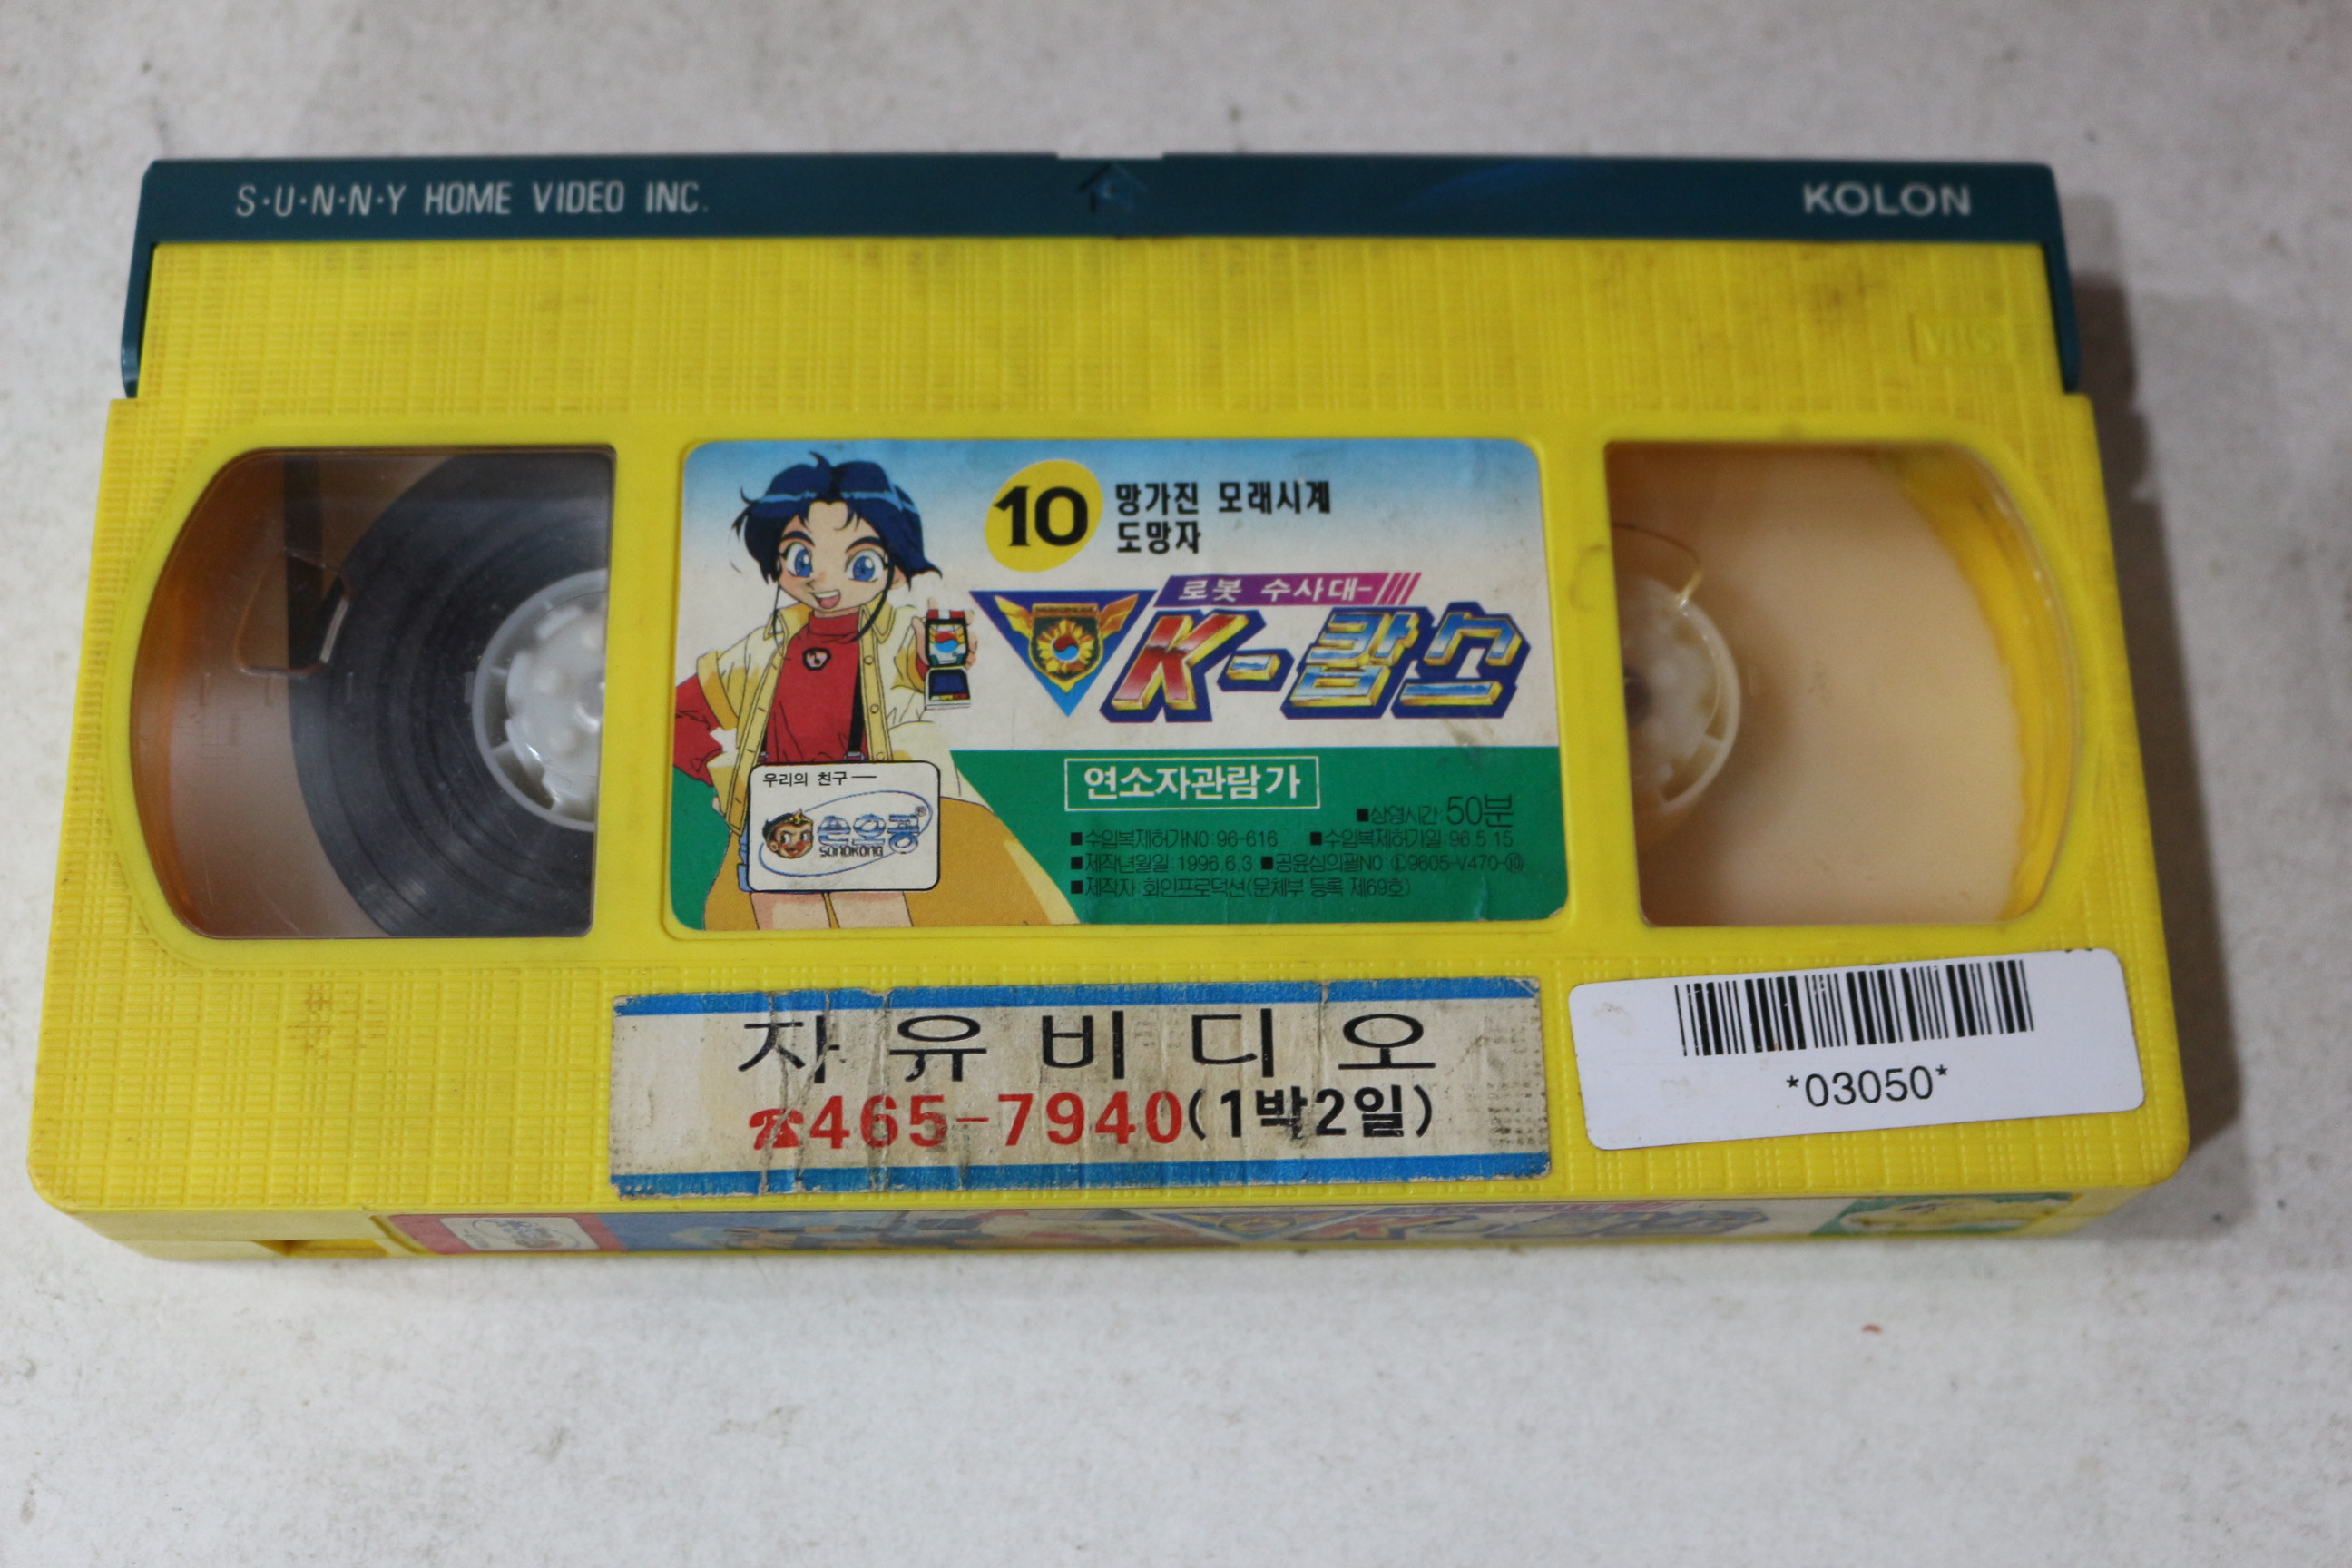 S·U·N·N·Y HOME VIDEO INC.
KOLON
VHS
10
망가진 모래시계
도망자
로봇 수사대-
K-캅스
연소자관람가
■상영시간: 50분
■수입복제허가NO:96-616 ■수입복제허가일:96.5.15
■제작년월일:1996.6.3 ■공윤심의필NO:Ⓛ9605-V470-⑩
■제작자:화인프로덕션(문체부 등록 제69호)
우리의 친구—
손오공®
SONOKONG
자유비디오
☎465-7940(1박2일)
*03050*